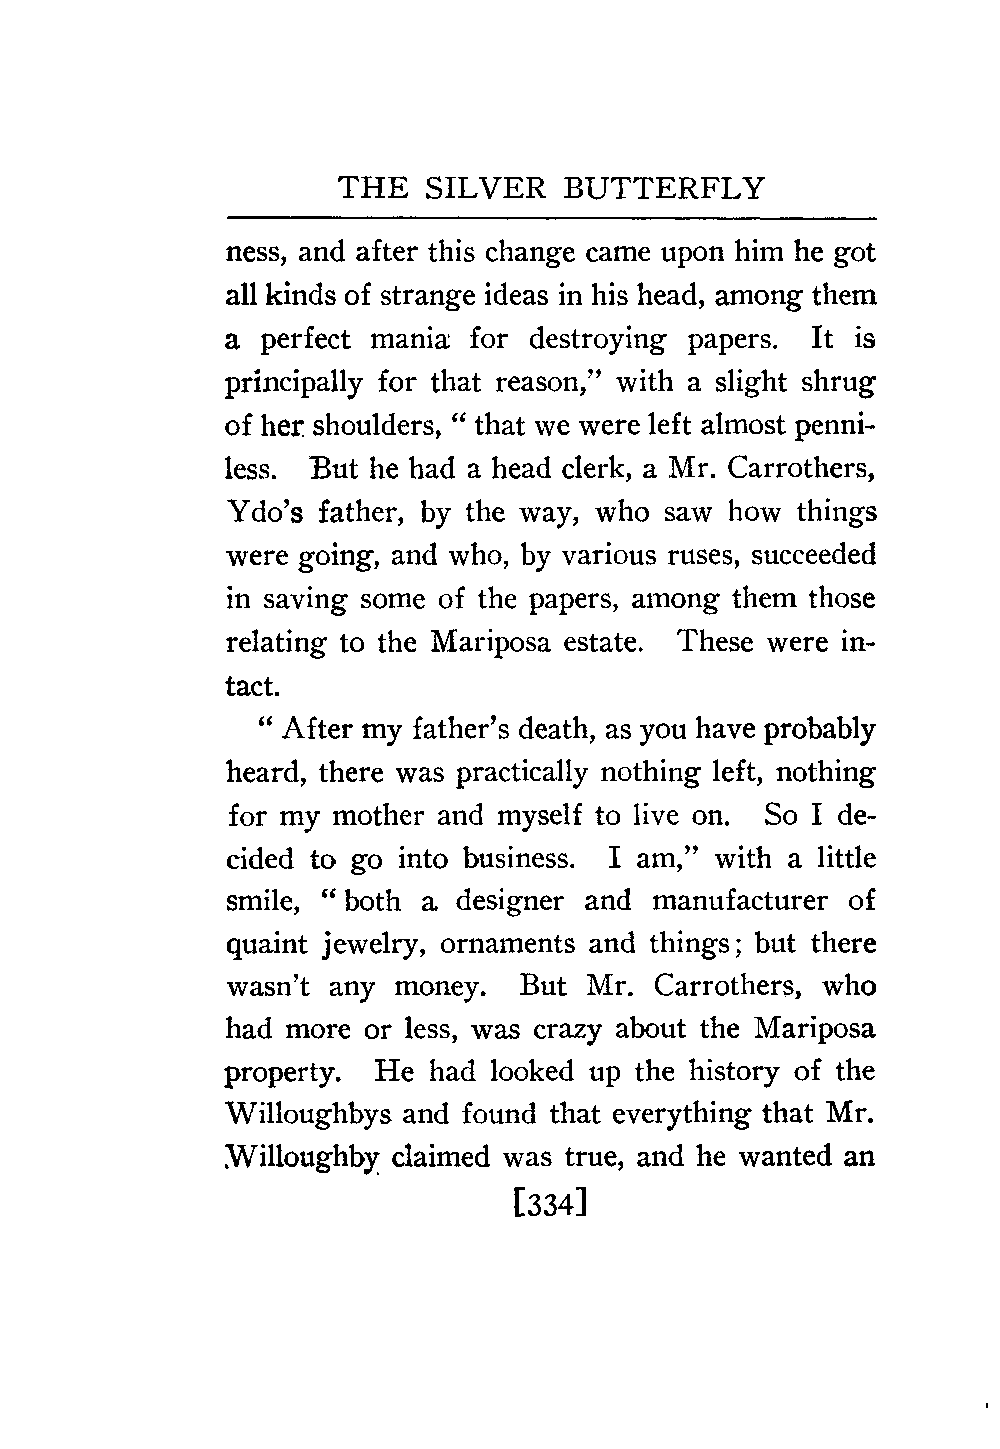 THE SILVER BUTTERFLY
ness, and after this change came upon him he got
all kinds of strange ideas in his head, among them
a perfect mania for destroying papers. It is
principally for that reason,” with a slight shrug
of her shoulders, “ that we were left almost penni-
less. But he had a head clerk, a Mr. Carrothers,
Ydo’s father, by the way, who saw how things
were going, and who, by various ruses, succeeded
in saving some of the papers, among them those
relating to the Mariposa estate. These were in-
tact.
“ After my father’s death, as you have probably
heard, there was practically nothing left, nothing
for my mother and myself to live on. So I de-
cided to go into business. I am,” with a little
smile, “ both a designer and manufacturer of
quaint jewelry, ornaments and things; but there
wasn’t any money. But Mr. Carrothers, who
had more or less, was crazy about the Mariposa
property. He had looked up the history of the
Willoughbys and found that everything that Mr.
Willoughby claimed was true, and he wanted an
[334]